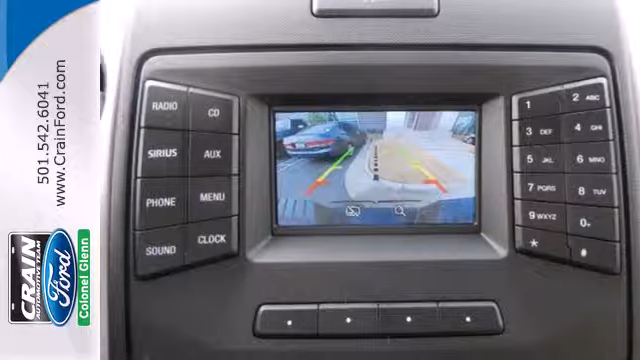 501.542.6041
www.CrainFord.com
CRAIN
AUTOMOTIVE TEAM
Ford
Colonel Glenn
RADIO
CD
SIRIUS
AUX
PHONE
MENU
SOUND
CLOCK
1
2 ABC
3 DEF
4 GHI
5 JKL
6 MNO
7 PQRS
8 TUV
9 WXYZ
0+
*
#